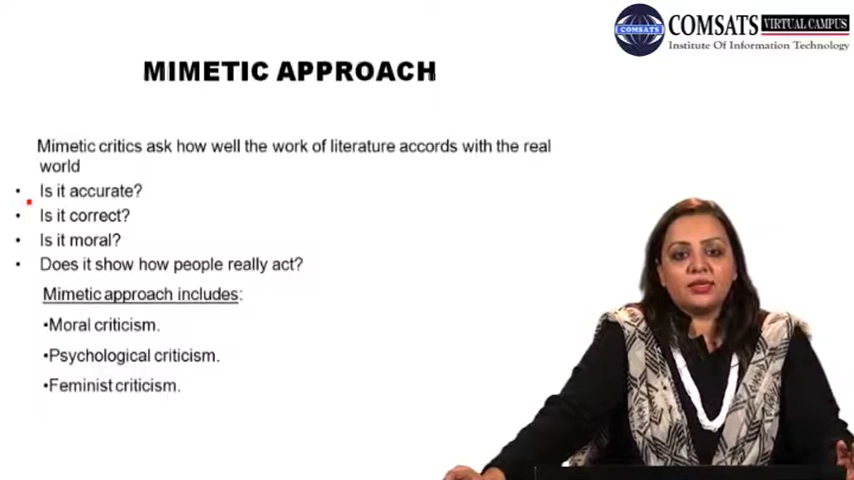 COMSATS VIRTUAL CAMPUS
COMSATS
Institute Of Information Technology
MIMETIC APPROACH
Mimetic critics ask how well the work of literature accords with the real
world
• Is it accurate?
• Is it correct?
• Is it moral?
• Does it show how people really act?
Mimetic approach includes:
•Moral criticism.
•Psychological criticism.
•Feminist criticism.